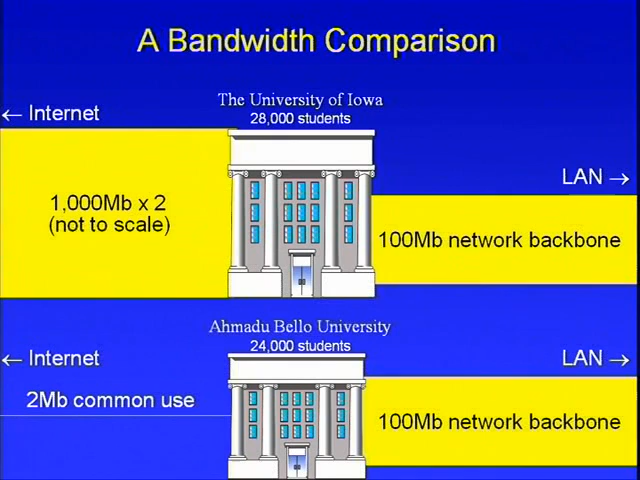 A Bandwidth Comparison
The University of Iowa
28,000 students
← Internet
LAN →
1,000Mb x 2
(not to scale)
100Mb network backbone
Ahmadu Bello University
24,000 students
← Internet
LAN →
2Mb common use
100Mb network backbone